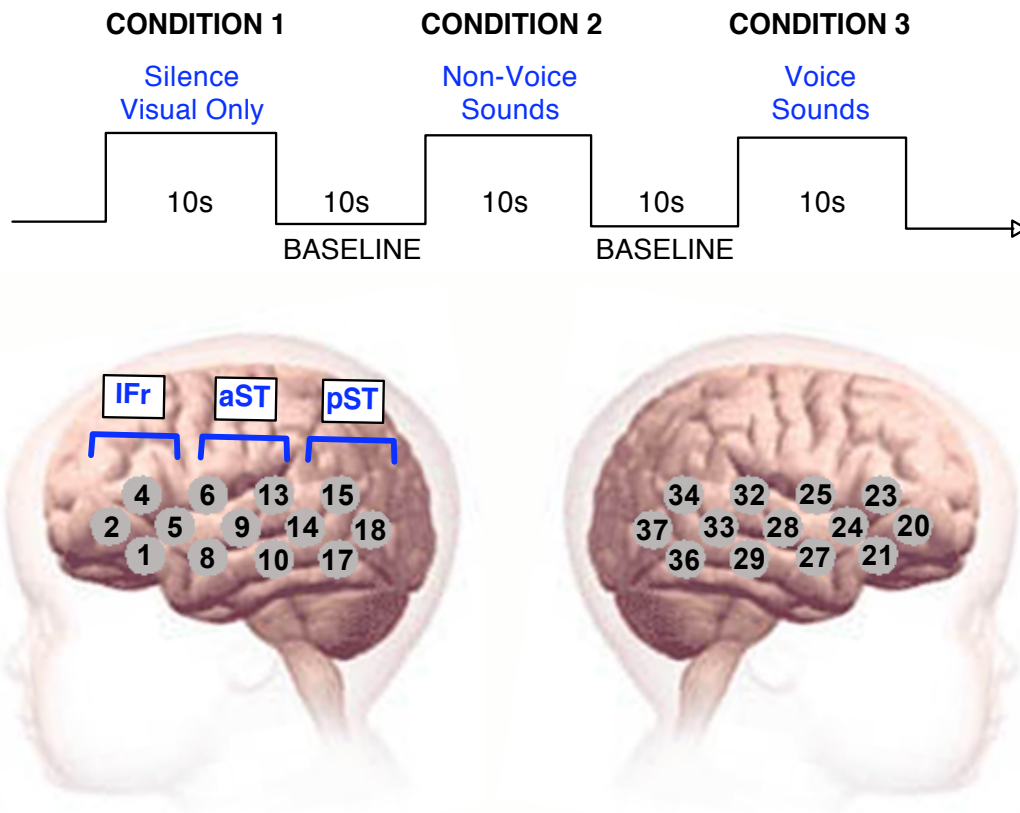 CONDITION 1 CONDITION 2 CONDITION 3
Silence Non-Voice Voice
Visual Only Sounds Sounds
10s 10s 10s 10s 10s
BASELINE BASELINE
IFr aST pST
4 6 13 15 34 32 25 23
2 5 9 14 18 37 33 28 24 20
1 8 10 17 36 29 27 21